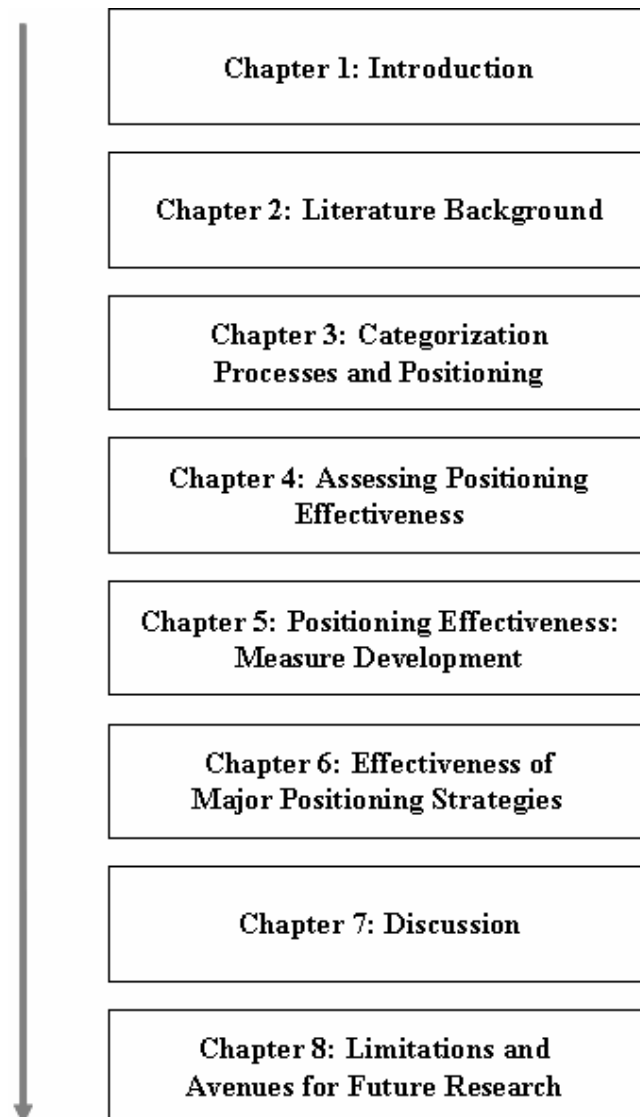 Chapter 1: Introduction
Chapter 2: Literature Background
Chapter 3: Categorization
Processes and Positioning
Chapter 4: Assessing Positioning
Effectiveness
Chapter 5: Positioning Effectiveness:
Measure Development
Chapter 6: Effectiveness of
Major Positioning Strategies
Chapter 7: Discussion
Chapter 8: Limitations and
Avenues for Future Research